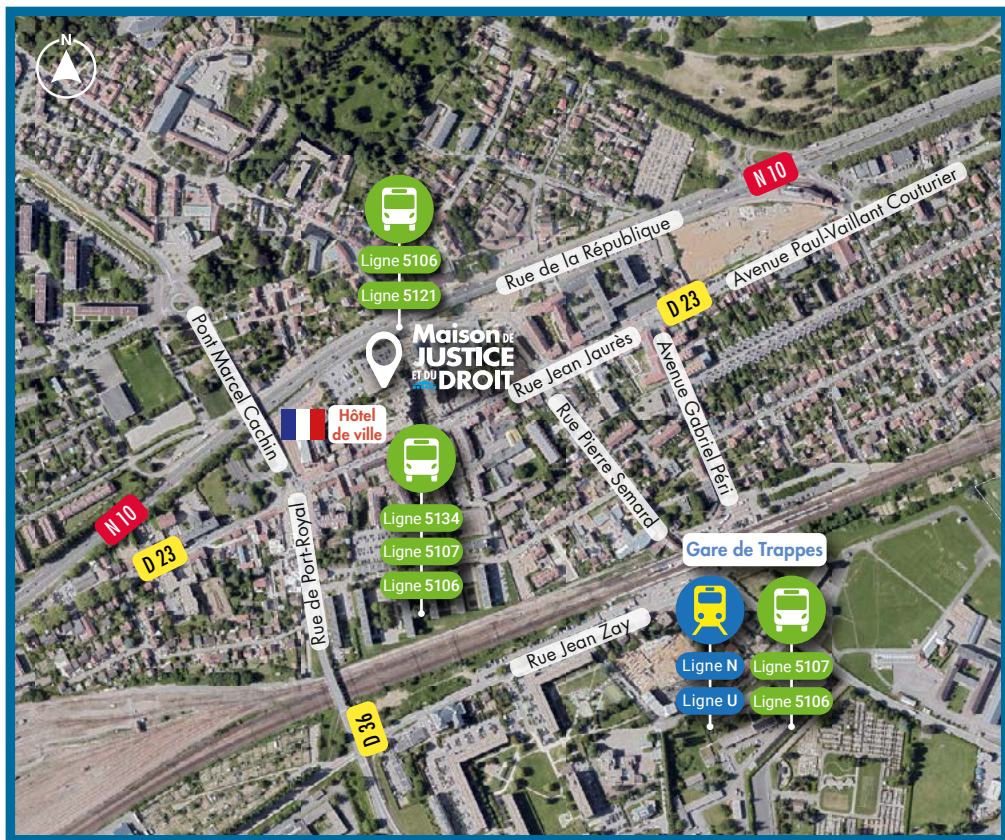 N
N 10
Avenue Paul-Vaillant Couturier
Rue de la République
Ligne 5106
Ligne 5121
D 23
Maison DE
JUSTICE
ET DU
DROIT
Rue Jean Jaurès
Avenue Gabriel Péri
Pont Marcel Cachin
Hôtel
de ville
Rue Pierre Semard
Ligne 5134
Ligne 5107
Ligne 5106
N 10
D 23
Rue de Port-Royal
Gare de Trappes
Rue Jean Zay
Ligne N
Ligne U
Ligne 5107
Ligne 5106
D 36